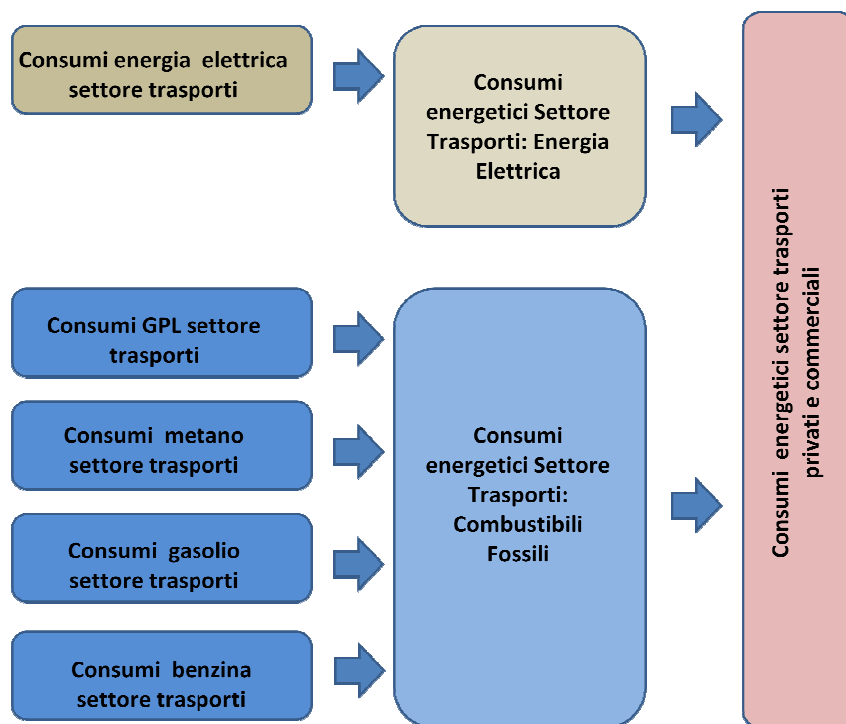 Consumi energia elettrica
settore trasporti
Consumi
energetici Settore
Trasporti: Energia
Elettrica
Consumi GPL settore
trasporti
Consumi metano
settore trasporti
Consumi gasolio
settore trasporti
Consumi benzina
settore trasporti
Consumi
energetici Settore
Trasporti:
Combustibili
Fossili
Consumi energetici settore trasporti
privati e commerciali